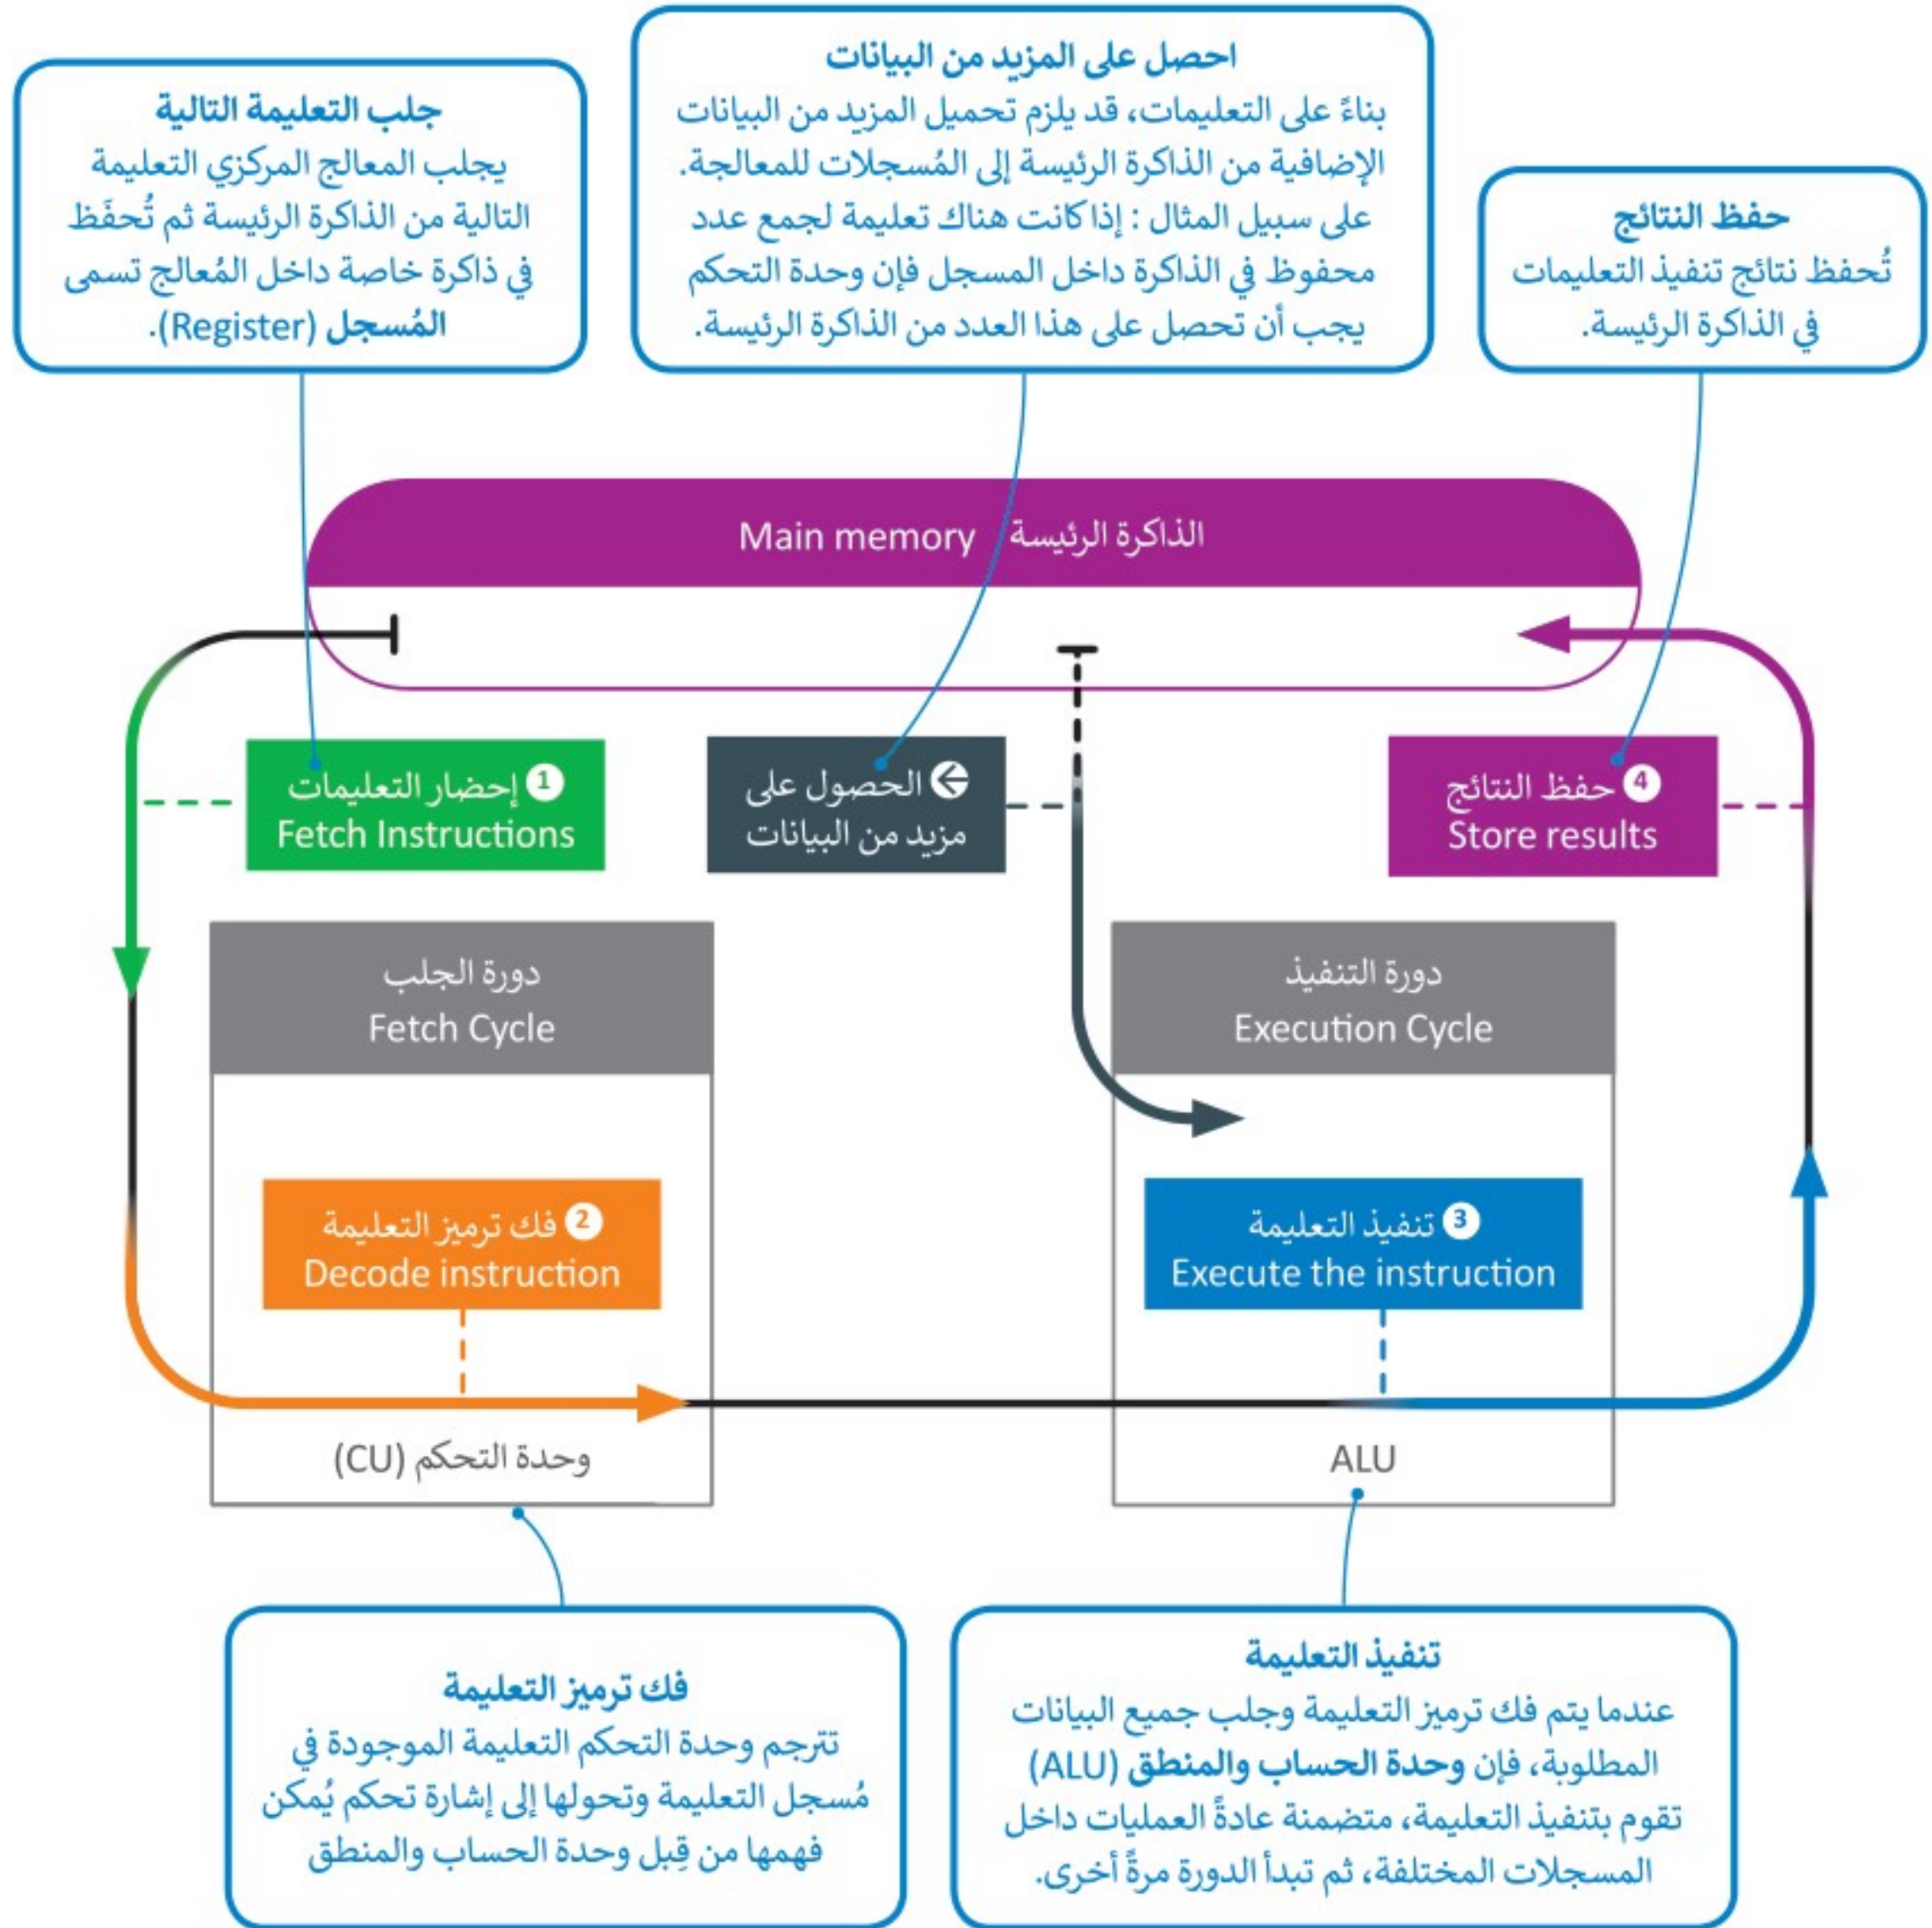 جلب التعليمة التالية
يجلب المعالج المركزي التعليمة
التالية من الذاكرة الرئيسة ثم تُحفَظ
في ذاكرة خاصة داخل المُعالج تسمى
المُسجل (Register).
احصل على المزيد من البيانات
بناءً على التعليمات، قد يلزم تحميل المزيد من البيانات
الإضافية من الذاكرة الرئيسة إلى المُسجلات للمعالجة.
على سبيل المثال : إذا كانت هناك تعليمة لجمع عدد
محفوظ في الذاكرة داخل المسجل فإن وحدة التحكم
يجب أن تحصل على هذا العدد من الذاكرة الرئيسة.
حفظ النتائج
تُحفظ نتائج تنفيذ التعليمات
في الذاكرة الرئيسة.
الذاكرة الرئيسة Main memory
1 إحضار التعليمات
Fetch Instructions
الحصول على
مزيد من البيانات
4 حفظ النتائج
Store results
دورة الجلب
Fetch Cycle
دورة التنفيذ
Execution Cycle
2 فك ترميز التعليمة
Decode instruction
3 تنفيذ التعليمة
Execute the instruction
وحدة التحكم (CU)
ALU
فك ترميز التعليمة
تترجم وحدة التحكم التعليمة الموجودة في
مُسجل التعليمة وتحولها إلى إشارة تحكم يُمكن
فهمها من قِبل وحدة الحساب والمنطق
تنفيذ التعليمة
عندما يتم فك ترميز التعليمة وجلب جميع البيانات
المطلوبة، فإن وحدة الحساب والمنطق (ALU)
تقوم بتنفيذ التعليمة، متضمنة عادةً العمليات داخل
المسجلات المختلفة، ثم تبدأ الدورة مرةً أخرى.